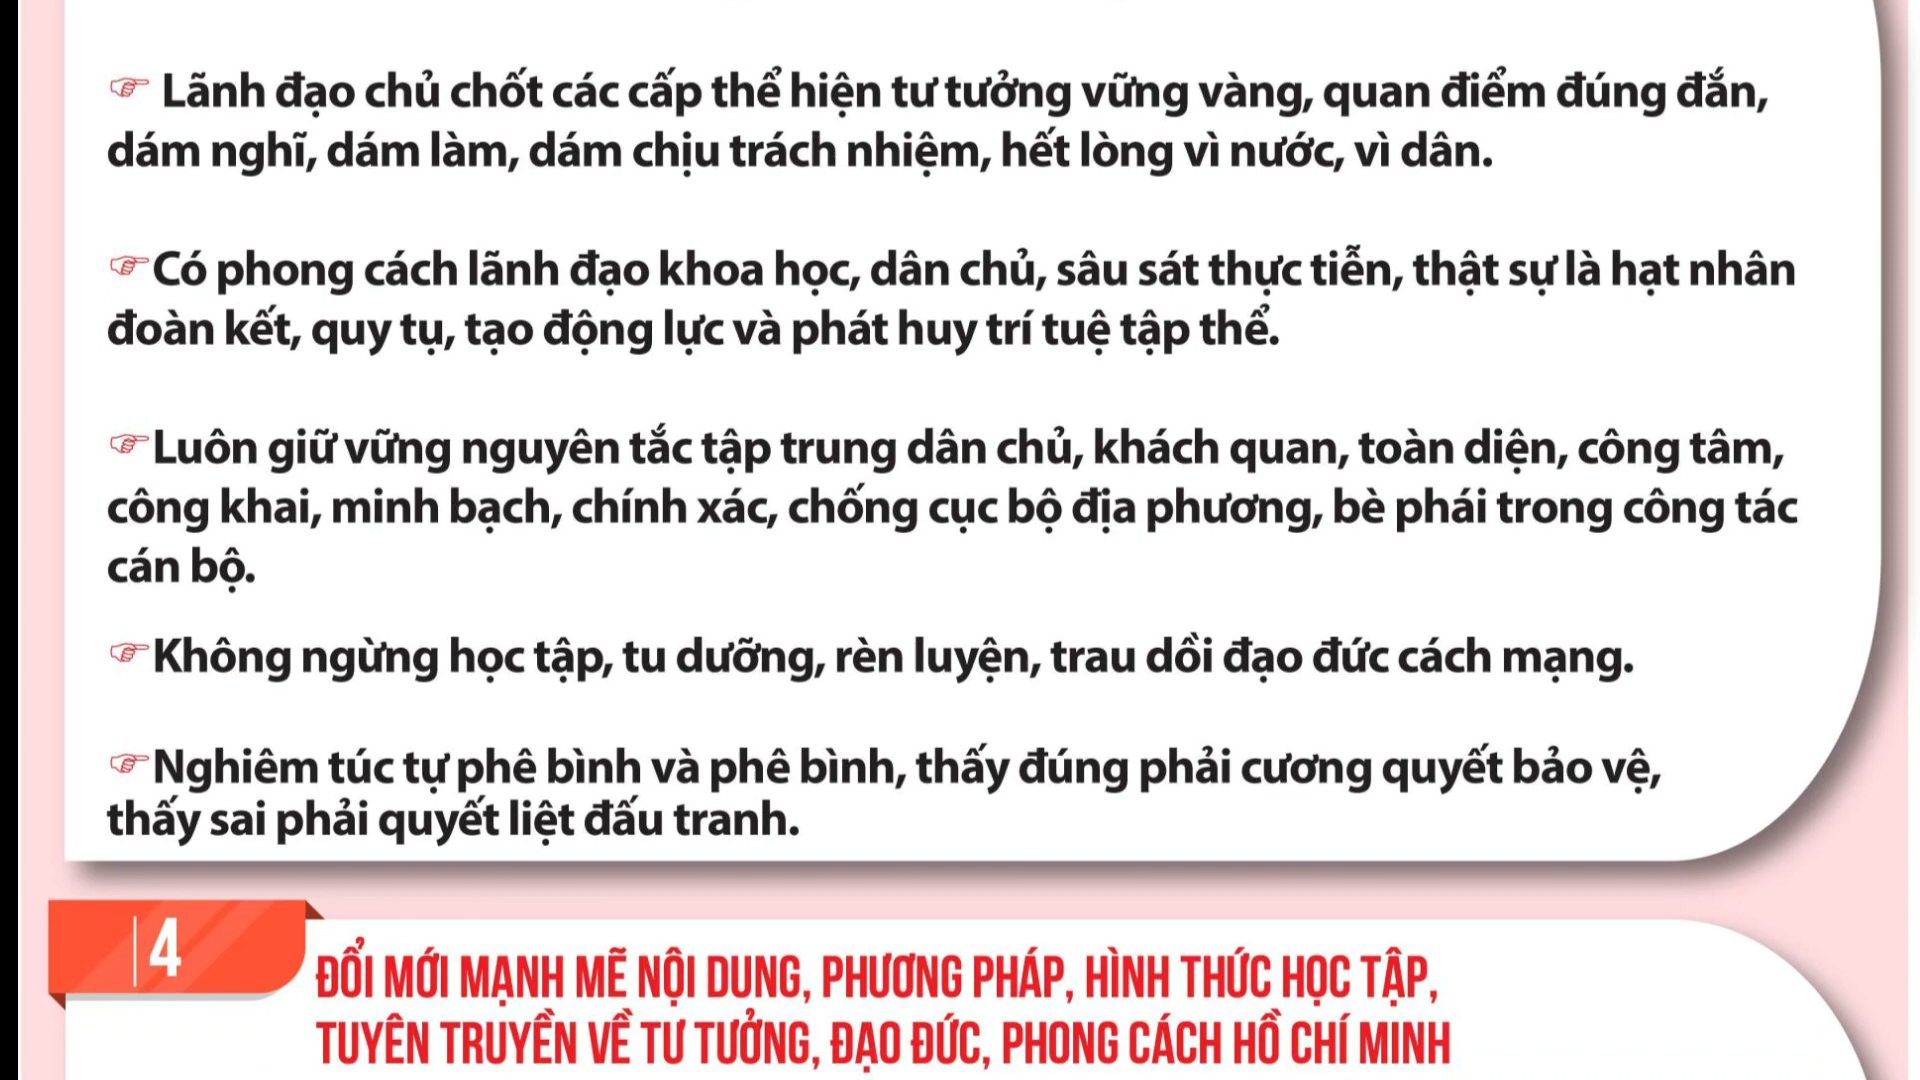 Lãnh đạo chủ chốt các cấp thể hiện tư tưởng vững vàng, quan điểm đúng đắn,
dám nghĩ, dám làm, dám chịu trách nhiệm, hết lòng vì nước, vì dân.
Có phong cách lãnh đạo khoa học, dân chủ, sâu sát thực tiễn, thật sự là hạt nhân
đoàn kết, quy tụ, tạo động lực và phát huy trí tuệ tập thể.
Luôn giữ vững nguyên tắc tập trung dân chủ, khách quan, toàn diện, công tâm,
công khai, minh bạch, chính xác, chống cục bộ địa phương, bè phái trong công tác
cán bộ.
Không ngừng học tập, tu dưỡng, rèn luyện, trau dồi đạo đức cách mạng.
Nghiêm túc tự phê bình và phê bình, thấy đúng phải cương quyết bảo vệ,
thấy sai phải quyết liệt đấu tranh.
4
ĐỔI MỚI MẠNH MẼ NỘI DUNG, PHƯƠNG PHÁP, HÌNH THỨC HỌC TẬP,
TUYÊN TRUYỀN VỀ TƯ TƯỞNG, ĐẠO ĐỨC, PHONG CÁCH HỒ CHÍ MINH